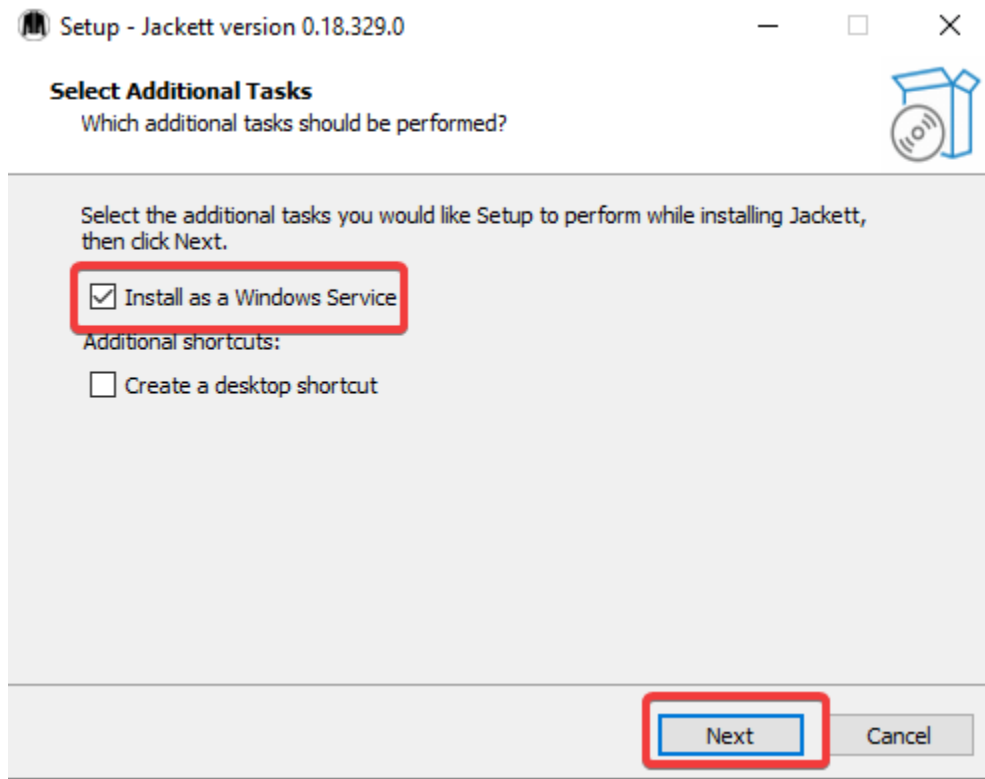 Setup - Jackett version 0.18.329.0
Select Additional Tasks
Which additional tasks should be performed?
Select the additional tasks you would like Setup to perform while installing Jackett,
then click Next.
Install as a Windows Service
Additional shortcuts:
Create a desktop shortcut
Next
Cancel